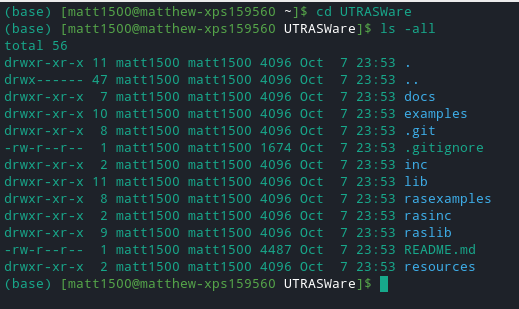 (base) [matt1500@matthew-xps159560 ~]$ cd UTRASWare
(base) [matt1500@matthew-xps159560 UTRASWare]$ ls -all
total 56
drwxr-xr-x 11 matt1500 matt1500 4096 Oct  7 23:53 .
drwx------ 47 matt1500 matt1500 4096 Oct  7 23:53 ..
drwxr-xr-x  7 matt1500 matt1500 4096 Oct  7 23:53 docs
drwxr-xr-x 10 matt1500 matt1500 4096 Oct  7 23:53 examples
drwxr-xr-x  8 matt1500 matt1500 4096 Oct  7 23:53 .git
-rw-r--r--  1 matt1500 matt1500 1674 Oct  7 23:53 .gitignore
drwxr-xr-x  2 matt1500 matt1500 4096 Oct  7 23:53 inc
drwxr-xr-x 11 matt1500 matt1500 4096 Oct  7 23:53 lib
drwxr-xr-x  8 matt1500 matt1500 4096 Oct  7 23:53 rasexamples
drwxr-xr-x  2 matt1500 matt1500 4096 Oct  7 23:53 rasinc
drwxr-xr-x  9 matt1500 matt1500 4096 Oct  7 23:53 raslib
-rw-r--r--  1 matt1500 matt1500 4487 Oct  7 23:53 README.md
drwxr-xr-x  2 matt1500 matt1500 4096 Oct  7 23:53 resources
(base) [matt1500@matthew-xps159560 UTRASWare]$